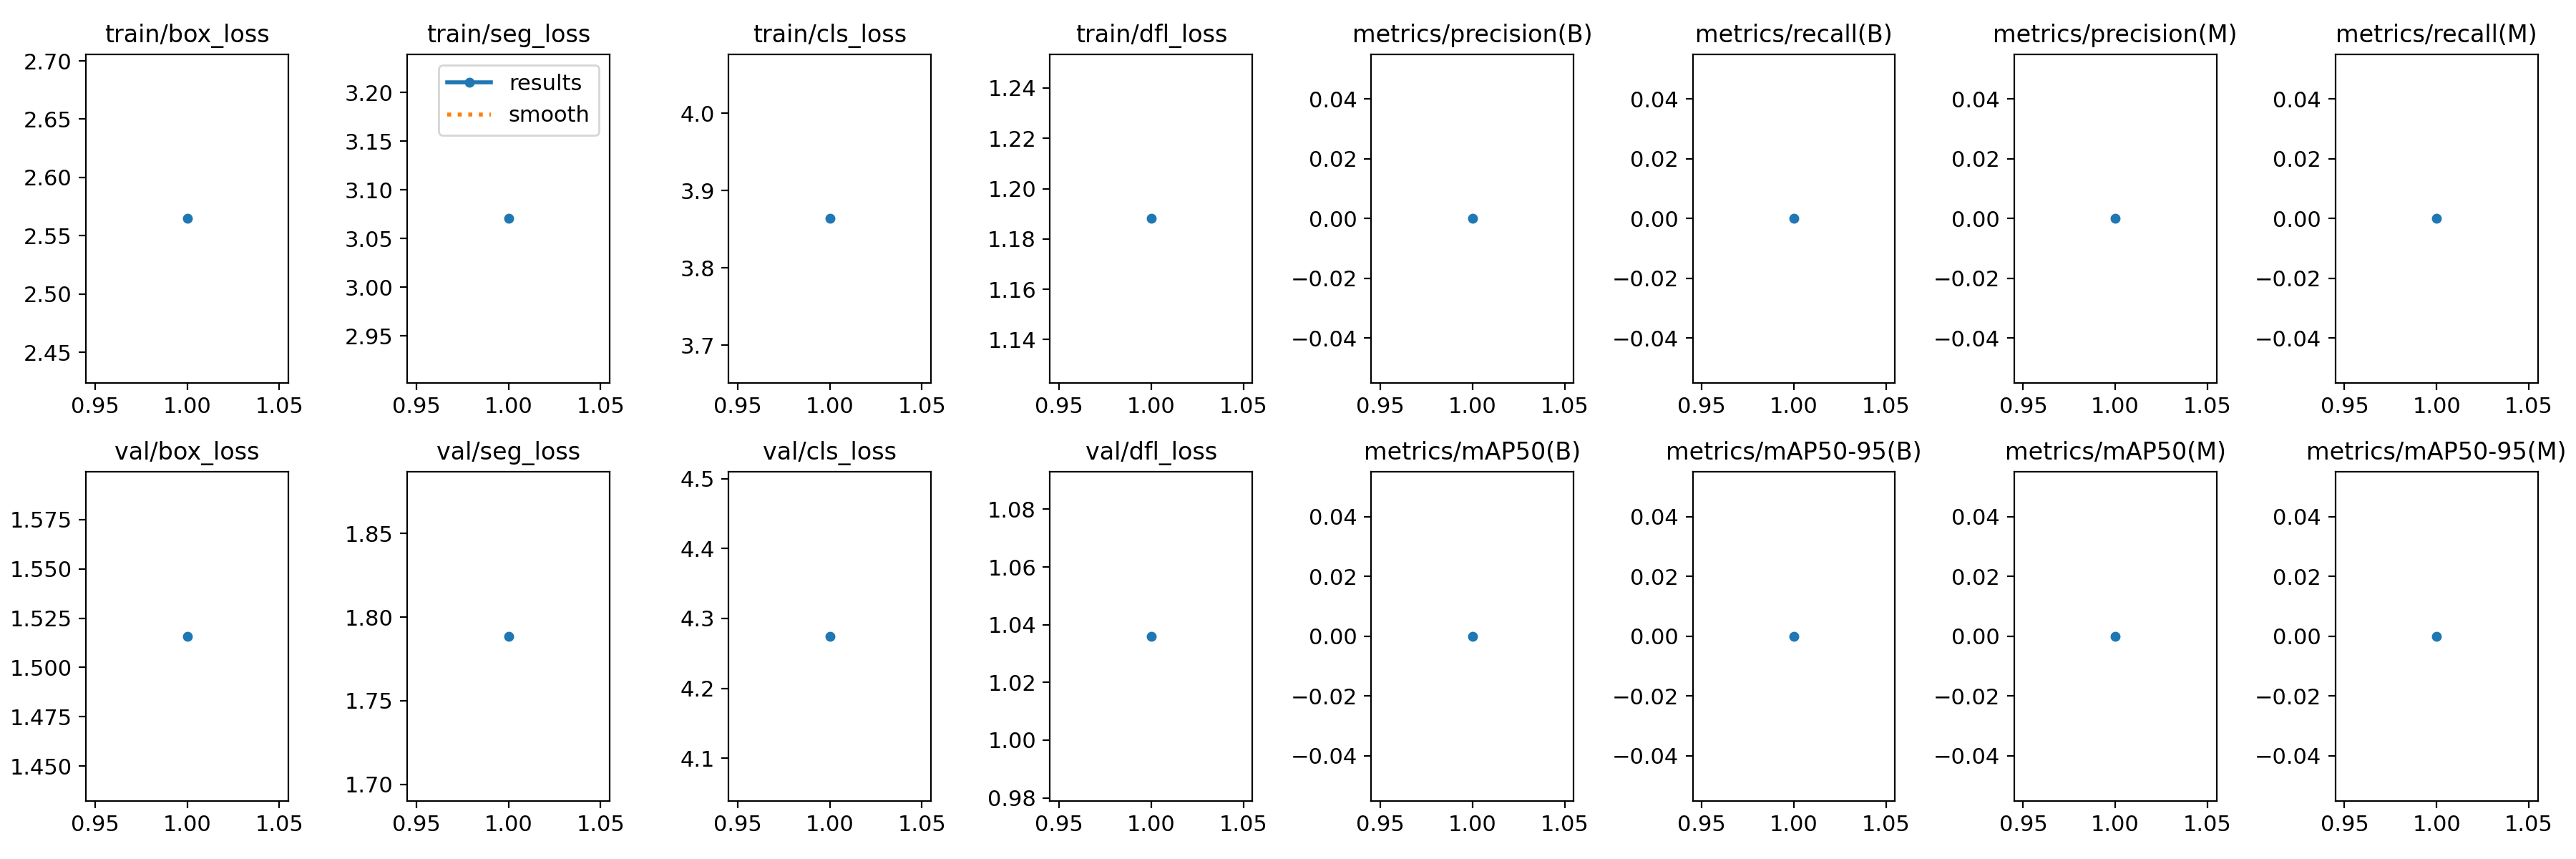 train/box_loss
2.70
2.65
2.60
2.55
2.50
2.45
0.95 1.00 1.05
train/seg_loss
results
smooth
3.20
3.15
3.10
3.05
3.00
2.95
0.95 1.00 1.05
train/cls_loss
4.0
3.9
3.8
3.7
0.95 1.00 1.05
train/dfl_loss
1.24
1.22
1.20
1.18
1.16
1.14
0.95 1.00 1.05
metrics/precision(B)
0.04
0.02
0.00
−0.02
−0.04
0.95 1.00 1.05
metrics/recall(B)
0.04
0.02
0.00
−0.02
−0.04
0.95 1.00 1.05
metrics/precision(M)
0.04
0.02
0.00
−0.02
−0.04
0.95 1.00 1.05
metrics/recall(M)
0.04
0.02
0.00
−0.02
−0.04
0.95 1.00 1.05
val/box_loss
1.575
1.550
1.525
1.500
1.475
1.450
0.95 1.00 1.05
val/seg_loss
1.85
1.80
1.75
1.70
0.95 1.00 1.05
val/cls_loss
4.5
4.4
4.3
4.2
4.1
0.95 1.00 1.05
val/dfl_loss
1.08
1.06
1.04
1.02
1.00
0.98
0.95 1.00 1.05
metrics/mAP50(B)
0.04
0.02
0.00
−0.02
−0.04
0.95 1.00 1.05
metrics/mAP50-95(B)
0.04
0.02
0.00
−0.02
−0.04
0.95 1.00 1.05
metrics/mAP50(M)
0.04
0.02
0.00
−0.02
−0.04
0.95 1.00 1.05
metrics/mAP50-95(M)
0.04
0.02
0.00
−0.02
−0.04
0.95 1.00 1.05